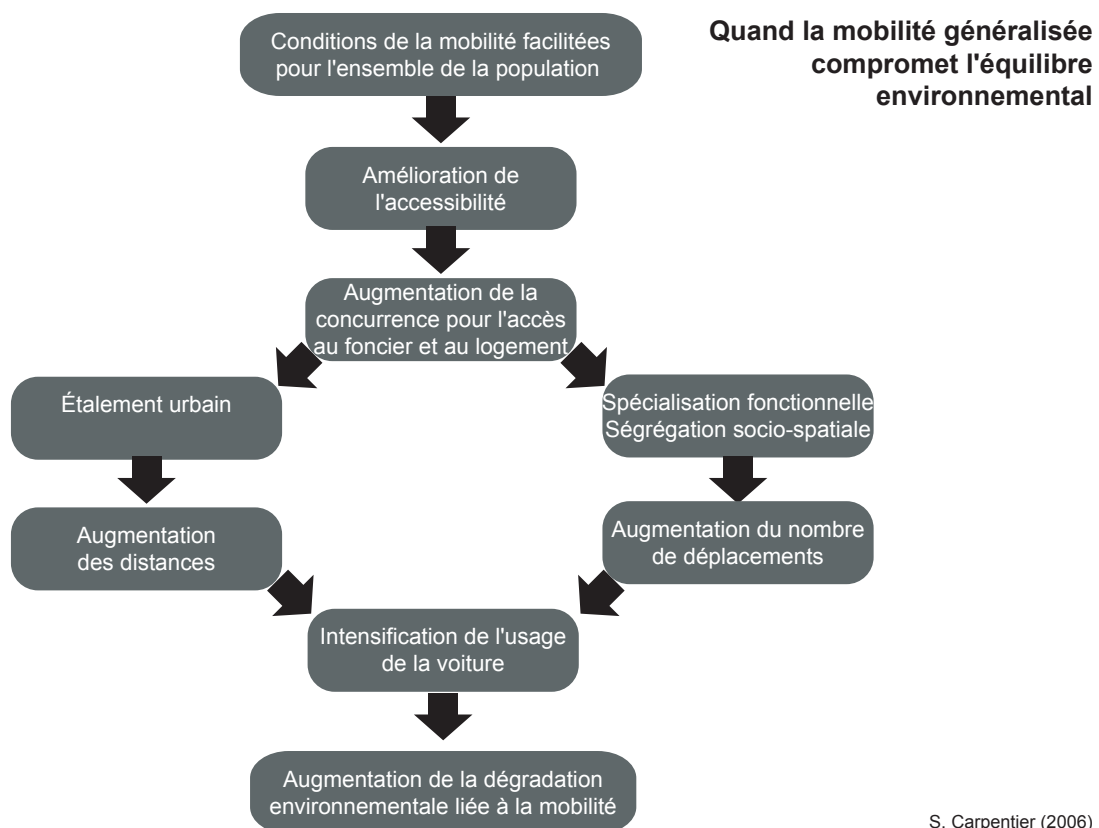 Quand la mobilité généralisée
compromet l'équilibre
environnemental
Conditions de la mobilité facilitées
pour l'ensemble de la population
Amélioration de
l'accessibilité
Augmentation de la
concurrence pour l'accès
au foncier et au logement
Étalement urbain
Spécialisation fonctionnelle
Ségrégation socio-spatiale
Augmentation
des distances
Augmentation du nombre
de déplacements
Intensification de l'usage
de la voiture
Augmentation de la dégradation
environnementale liée à la mobilité
S. Carpentier (2006)